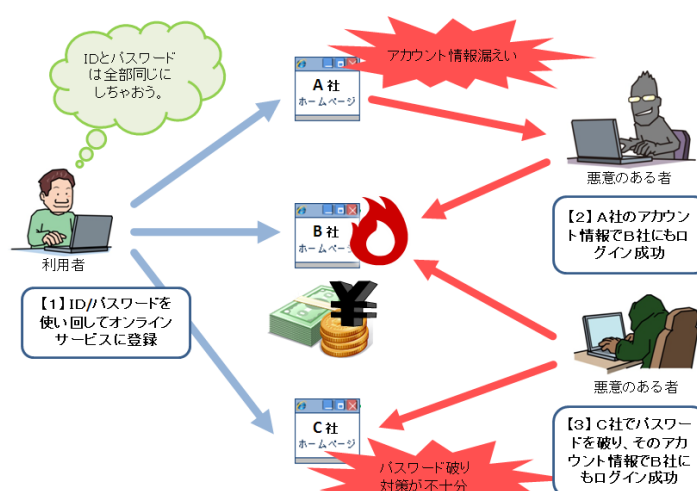 IDとパスワード
は全部同じに
しちゃおう。
アカウント情報漏えい
A社
ホームページ
悪意のある者
【2】A社のアカウン
ト情報でB社にもロ
グイン成功
B社
ホームページ
利用者
【1】ID/パスワードを
使い回してオンライン
サービスに登録
¥
悪意のある者
C社
ホームページ
【3】C社でパスワー
ドを破り、そのアカ
ウント情報でB社に
もログイン成功
パスワード破り
対策が不十分